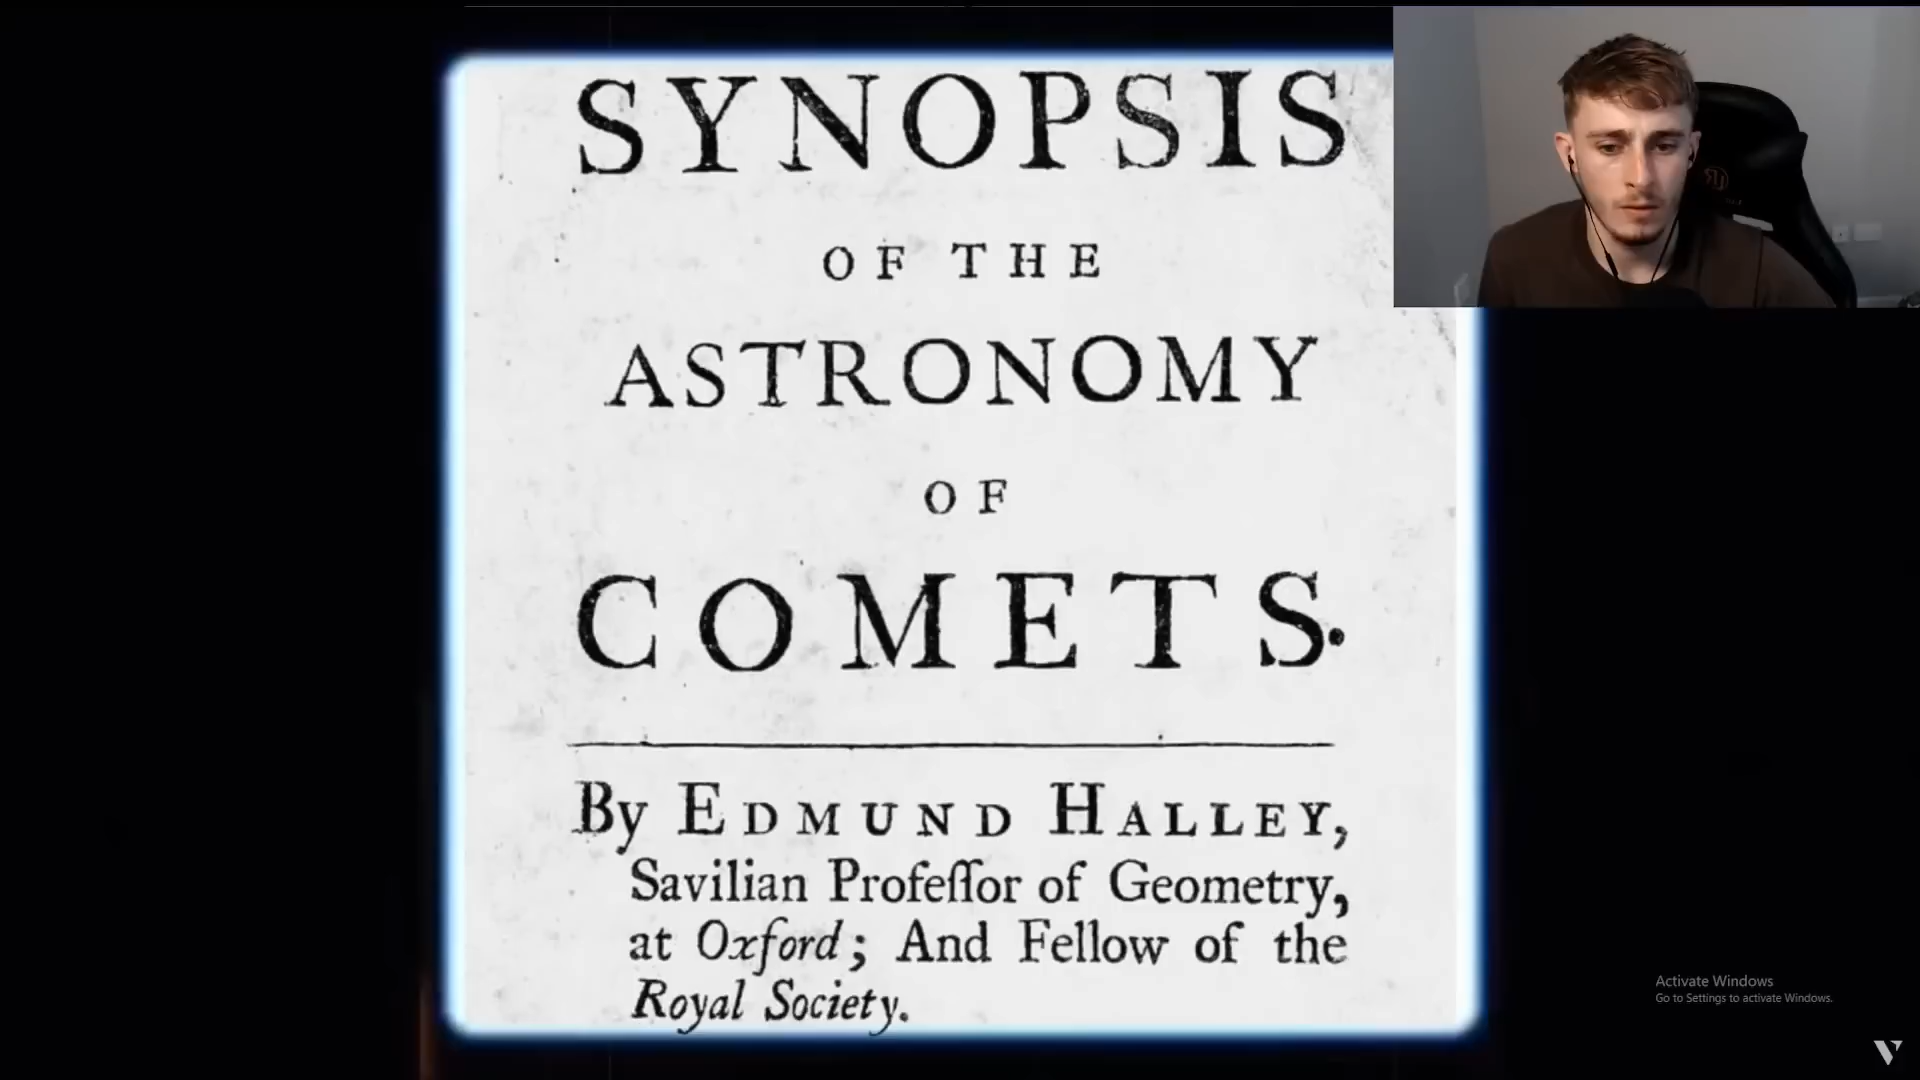 SYNOPSIS
OF THE
ASTRONOMY
OF
COMETS.
By EDMUND HALLEY,
Savilian Profeſſor of Geometry,
at Oxford; And Fellow of the
Royal Society.
Activate Windows
Go to Settings to activate Windows.